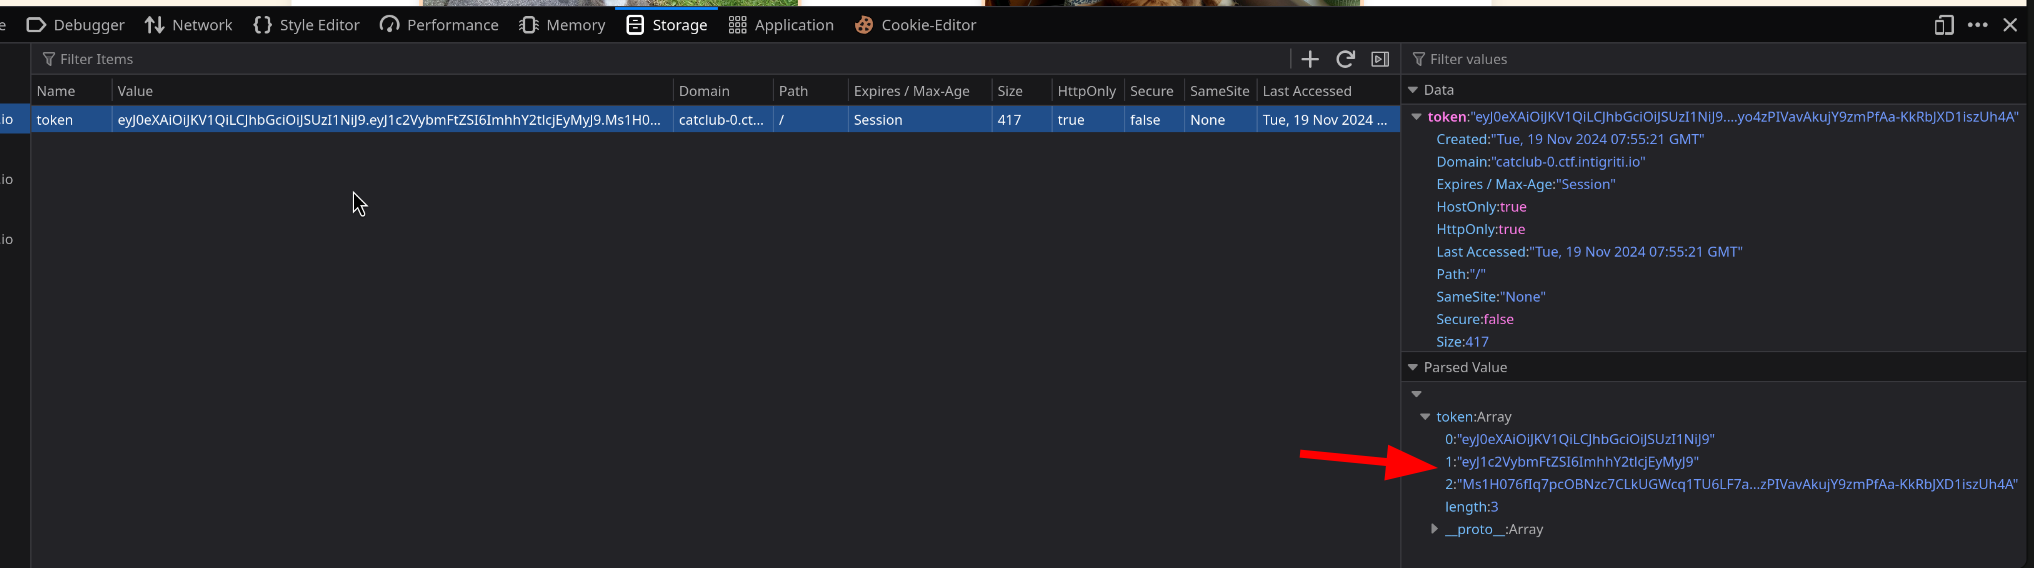 e Debugger Network Style Editor Performance Memory Storage Application Cookie-Editor
Filter Items
Filter values
Name Value Domain Path Expires / Max-Age Size HttpOnly Secure SameSite Last Accessed
Data
.io token eyJ0eXAiOiJKV1QiLCJhbGciOiJSUzI1NiJ9.eyJ1c2VybmFtZSI6ImhhY2tlcjEyMyJ9.Ms1H0... catclub-0.ct... / Session 417 true false None Tue, 19 Nov 2024 ...
token:"eyJ0eXAiOiJKV1QiLCJhbGciOiJSUzI1NiJ9....yo4zPIVavAkujY9zmPfAa-KkRbJXD1iszUh4A"
Created:"Tue, 19 Nov 2024 07:55:21 GMT"
Domain:"catclub-0.ctf.intigriti.io"
.io
Expires / Max-Age:"Session"
HostOnly:true
HttpOnly:true
.io
Last Accessed:"Tue, 19 Nov 2024 07:55:21 GMT"
Path:"/"
SameSite:"None"
Secure:false
Size:417
Parsed Value
token:Array
0:"eyJ0eXAiOiJKV1QiLCJhbGciOiJSUzI1NiJ9"
1:"eyJ1c2VybmFtZSI6ImhhY2tlcjEyMyJ9"
2:"Ms1H076fIq7pcOBNzc7CLkUGWcq1TU6LF7a...zPIVavAkujY9zmPfAa-KkRbJXD1iszUh4A"
length:3
__proto__:Array